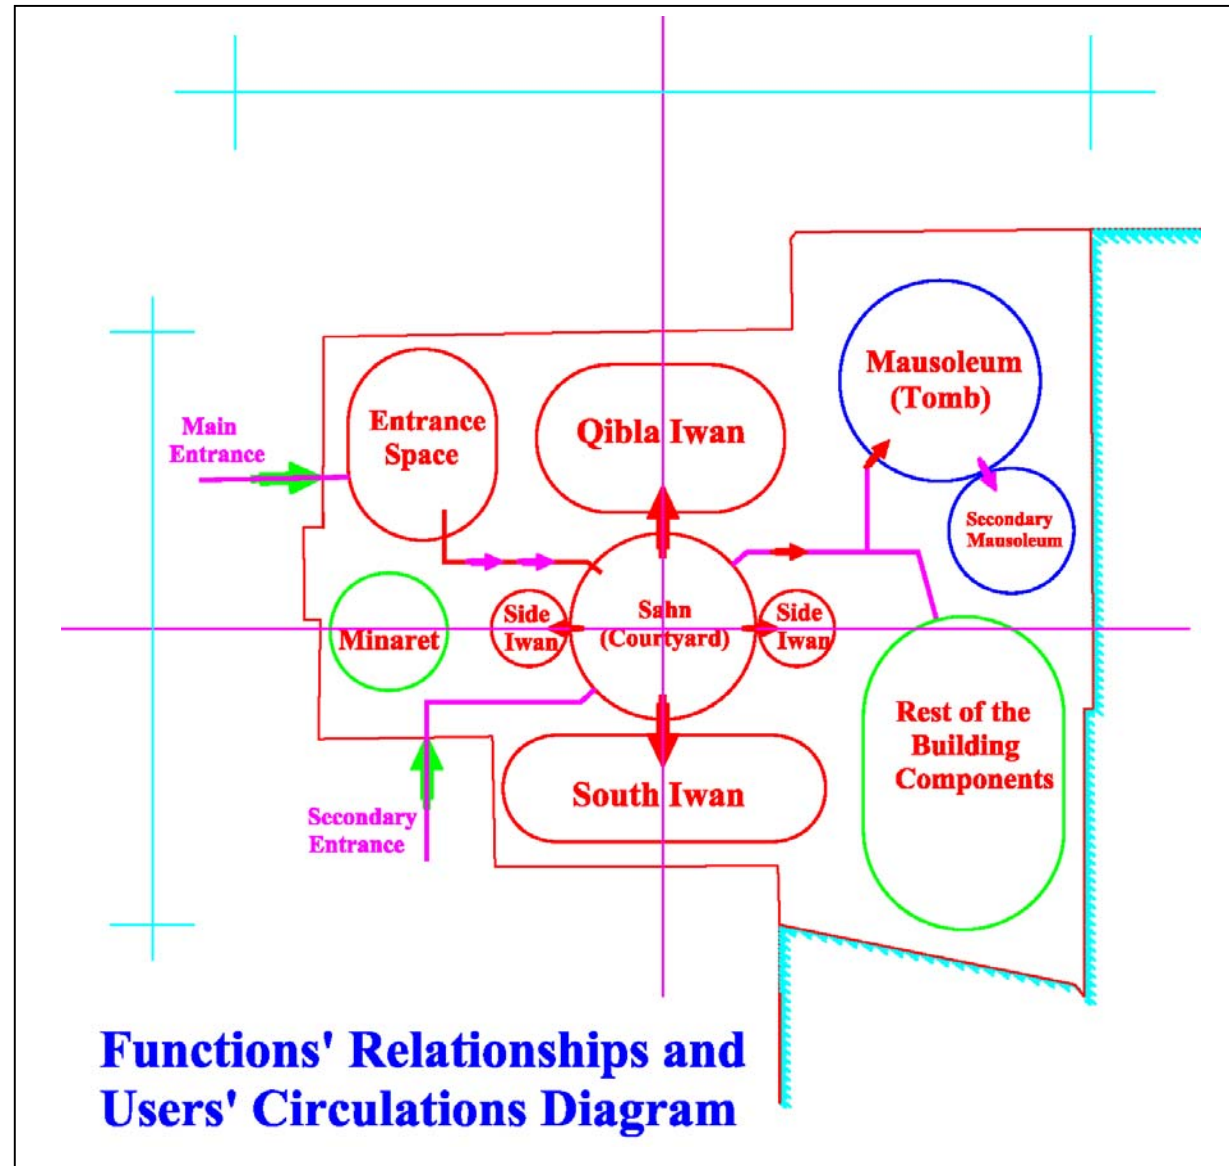 Main
Entrance
Entrance
Space
Qibla Iwan
Mausoleum
(Tomb)
Secondary
Mausoleum
Minaret
Side
Iwan
Sahn
(Courtyard)
Side
Iwan
Rest of the
Building
Components
South Iwan
Secondary
Entrance
Functions' Relationships and
Users' Circulations Diagram